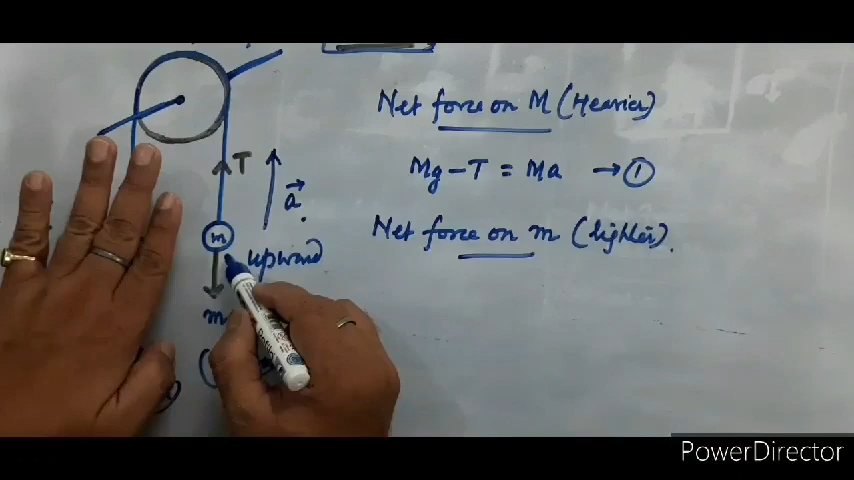 Net force on M (Heavier)
Mg - T = Ma → ①
Net force on m (lighter).
T
a⃗
m
upward
m
PowerDirector